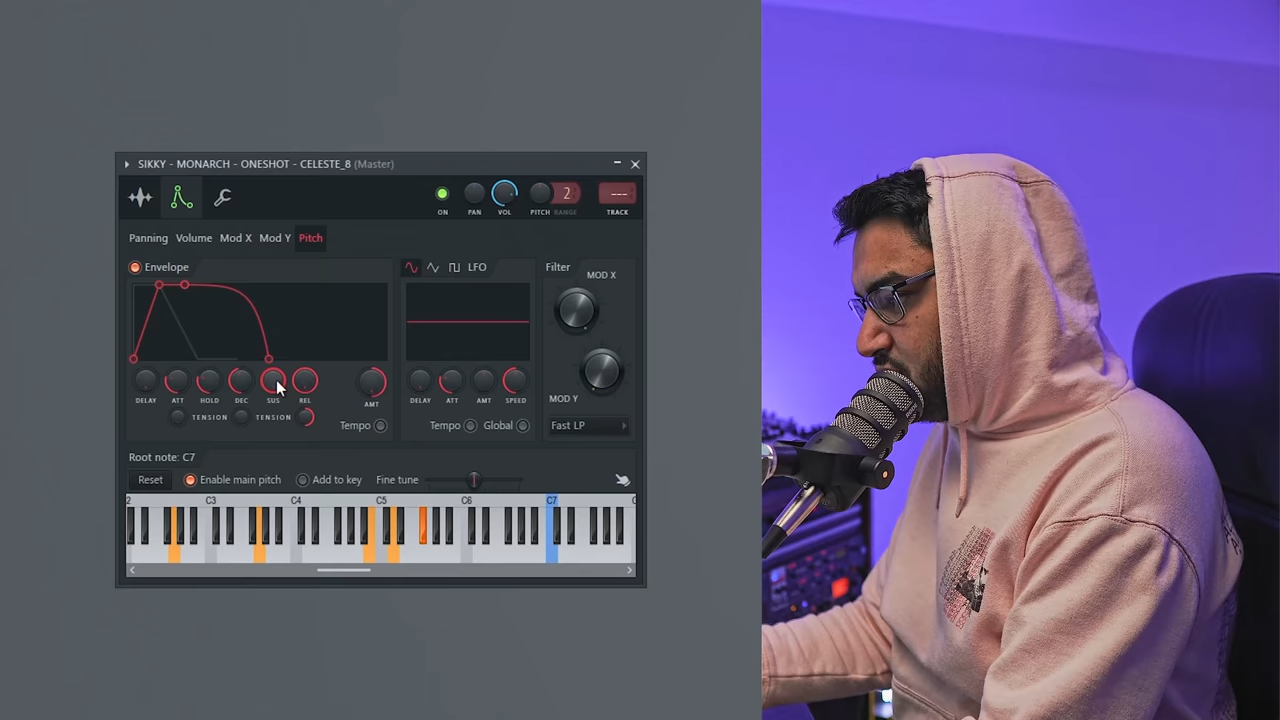 SIKKY - MONARCH - ONESHOT - CELESTE_8 (Master)
ON PAN VOL PITCH 2 RANGE --- TRACK
Panning Volume Mod X Mod Y Pitch
Envelope LFO Filter
MOD X
DELAY ATT HOLD DEC SUS REL AMT DELAY ATT AMT SPEED
MOD Y
TENSION TENSION
Tempo Tempo Global Fast LP
Root note: C7
Reset Enable main pitch Add to key Fine tune
2 C3 C4 C5 C6 C7